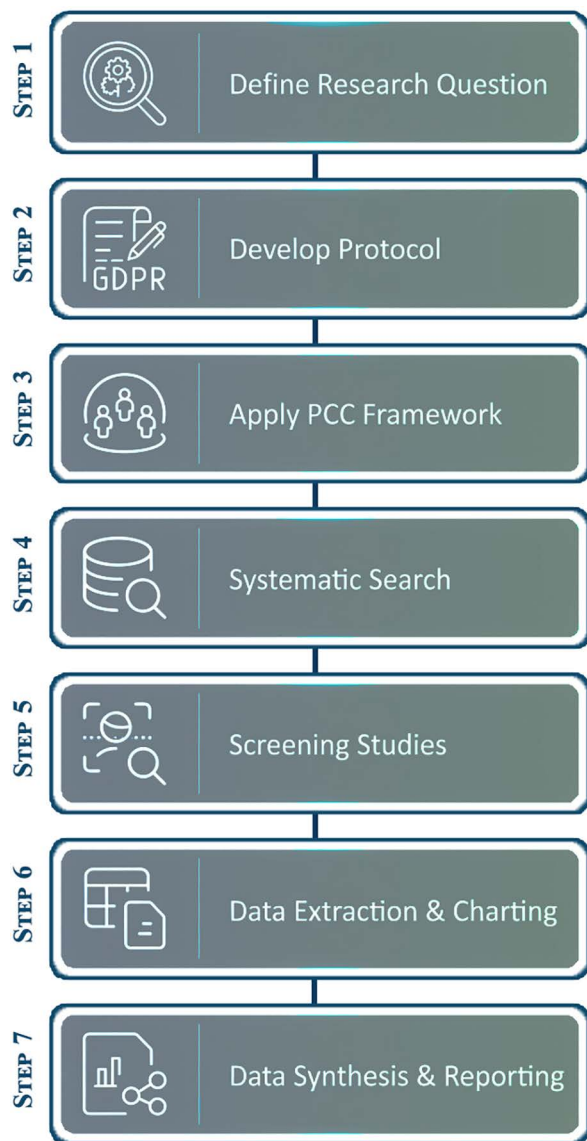 STEP 1
Define Research Question
STEP 2
GDPR
Develop Protocol
STEP 3
Apply PCC Framework
STEP 4
Systematic Search
STEP 5
Screening Studies
STEP 6
Data Extraction & Charting
STEP 7
Data Synthesis & Reporting